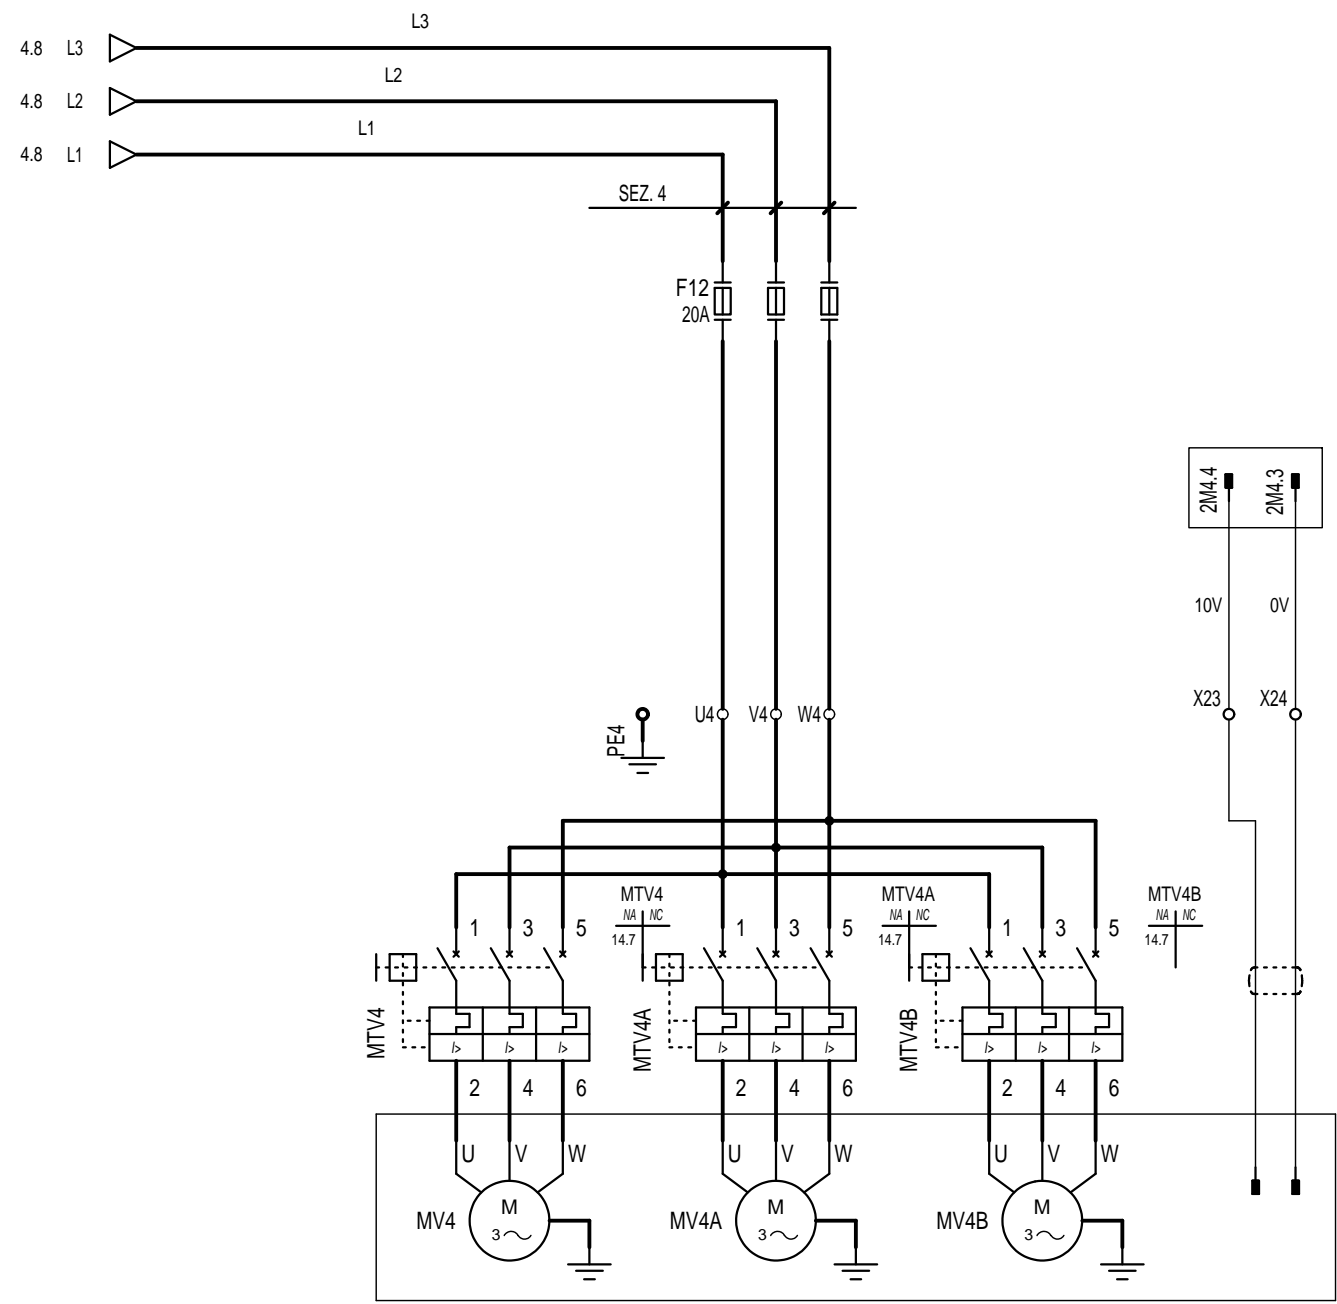 L3
4.8 L3
L2
4.8 L2
L1
4.8 L1
SEZ. 4
F12
20A
2M4.4 2M4.3
10V 0V
X23 X24
U4 V4 W4
PE4
MTV4 MTV4A MTV4B
NA NC NA NC NA NC
14.7 14.7 14.7
1 3 5 1 3 5 1 3 5
MTV4 MTV4A MTV4B
I> I> I> I> I> I> I> I> I>
2 4 6 2 4 6 2 4 6
U V W U V W U V W
M M M
MV4 MV4A MV4B
3 3 3